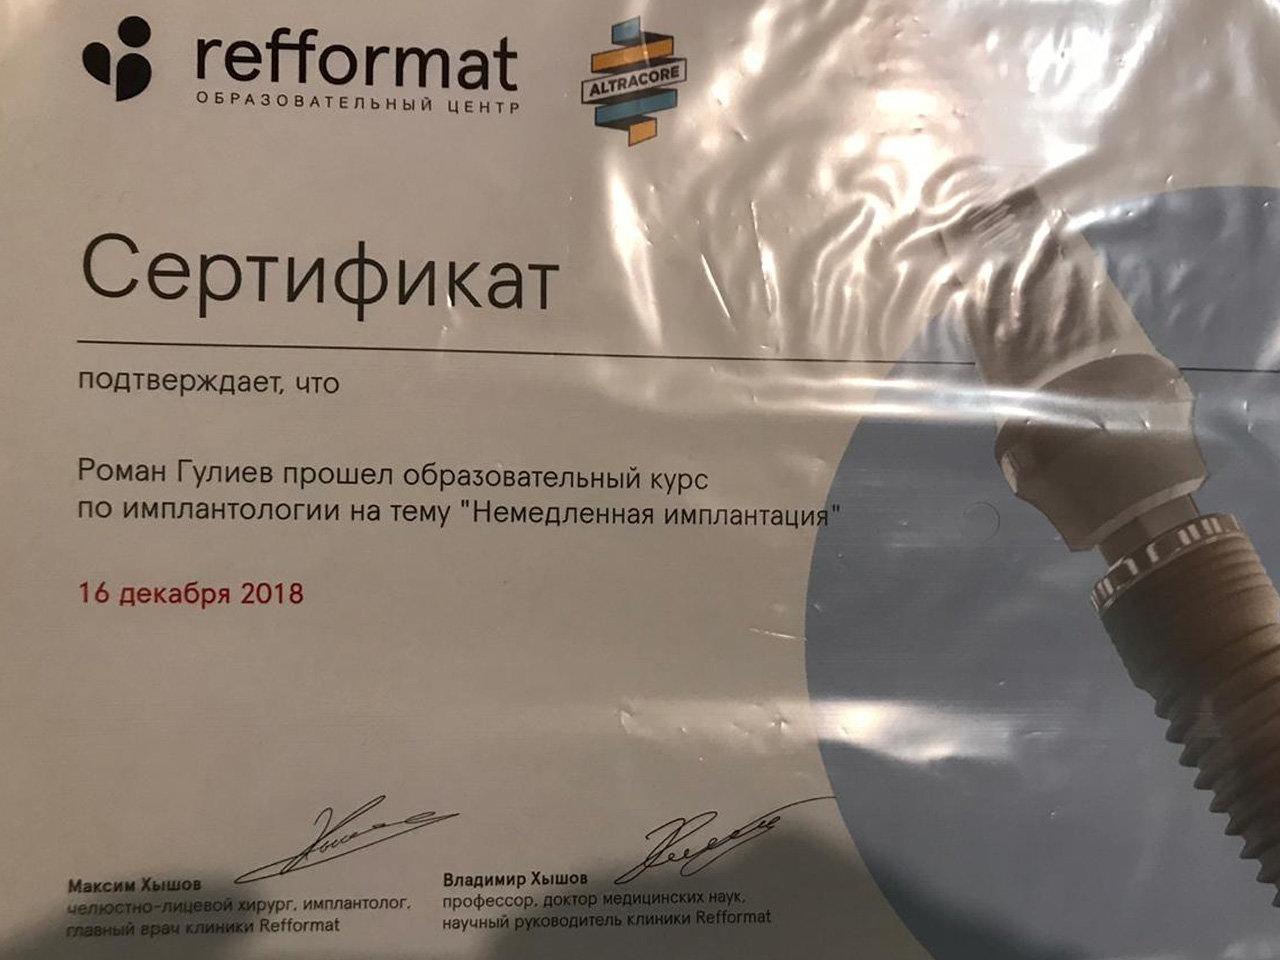 refformat
ОБРАЗОВАТЕЛЬНЫЙ ЦЕНТР
ALTRACORE
Сертификат
подтверждает, что
Роман Гулиев прошел образовательный курс
по имплантологии на тему "Немедленная имплантация"
16 декабря 2018
Максим Хышов
челюстно-лицевой хирург, имплантолог,
главный врач клиники Refformat
Владимир Хышов
профессор, доктор медицинских наук,
научный руководитель клиники Refformat